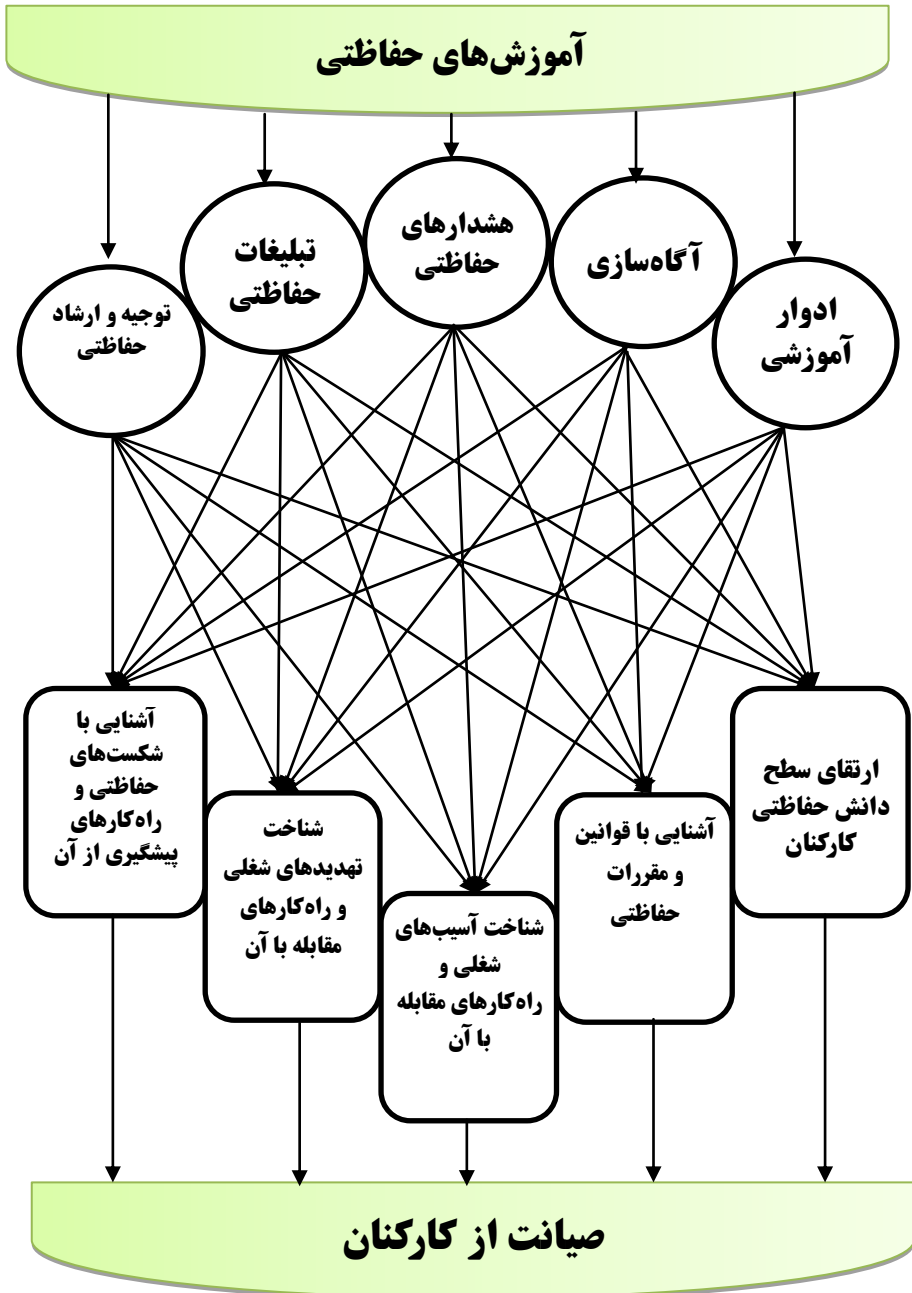 آموزش‌های حفاظتی
ادوار
آموزشی
آگاه‌سازی
هشدارهای
حفاظتی
تبلیغات
حفاظتی
توجیه و ارشاد
حفاظتی
ارتقای سطح
دانش حفاظتی
کارکنان
آشنایی با قوانین
و مقررات
حفاظتی
شناخت آسیب‌های
شغلی و
راه‌کارهای مقابله
با آن
شناخت
تهدیدهای شغلی
و راه‌کارهای
مقابله با آن
آشنایی با
شکست‌های
حفاظتی و
راه‌کارهای
پیشگیری از آن
صیانت از کارکنان